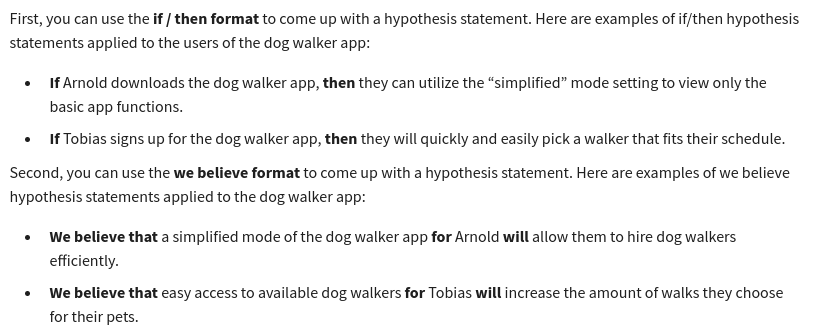 First, you can use the if / then format to come up with a hypothesis statement. Here are examples of if/then hypothesis
statements applied to the users of the dog walker app:
• If Arnold downloads the dog walker app, then they can utilize the “simplified” mode setting to view only the
basic app functions.
• If Tobias signs up for the dog walker app, then they will quickly and easily pick a walker that fits their schedule.
Second, you can use the we believe format to come up with a hypothesis statement. Here are examples of we believe
hypothesis statements applied to the dog walker app:
• We believe that a simplified mode of the dog walker app for Arnold will allow them to hire dog walkers
efficiently.
• We believe that easy access to available dog walkers for Tobias will increase the amount of walks they choose
for their pets.